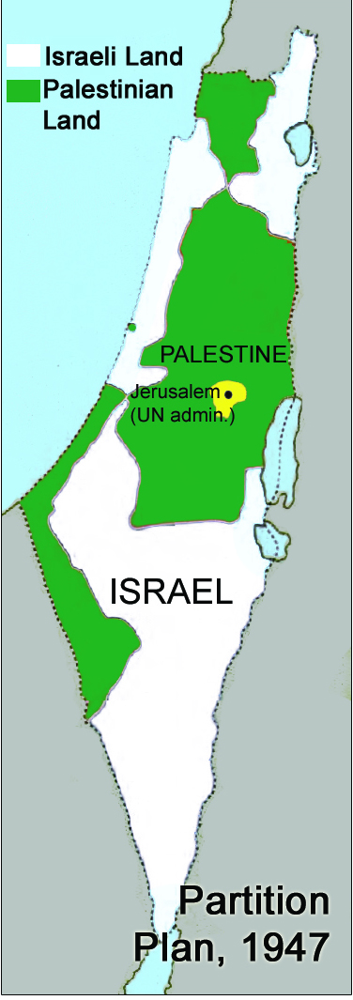 Israeli Land
Palestinian
Land
PALESTINE
Jerusalem
(UN admin.)
ISRAEL
Partition
Plan, 1947